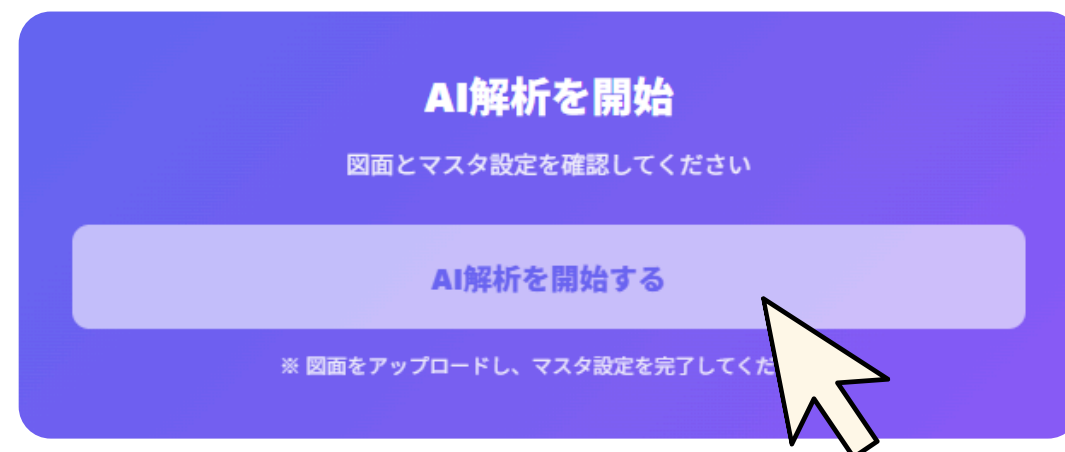 AI解析を開始
図面とマスタ設定を確認してください
AI解析を開始する
※ 図面をアップロードし、マスタ設定を完了してくだ